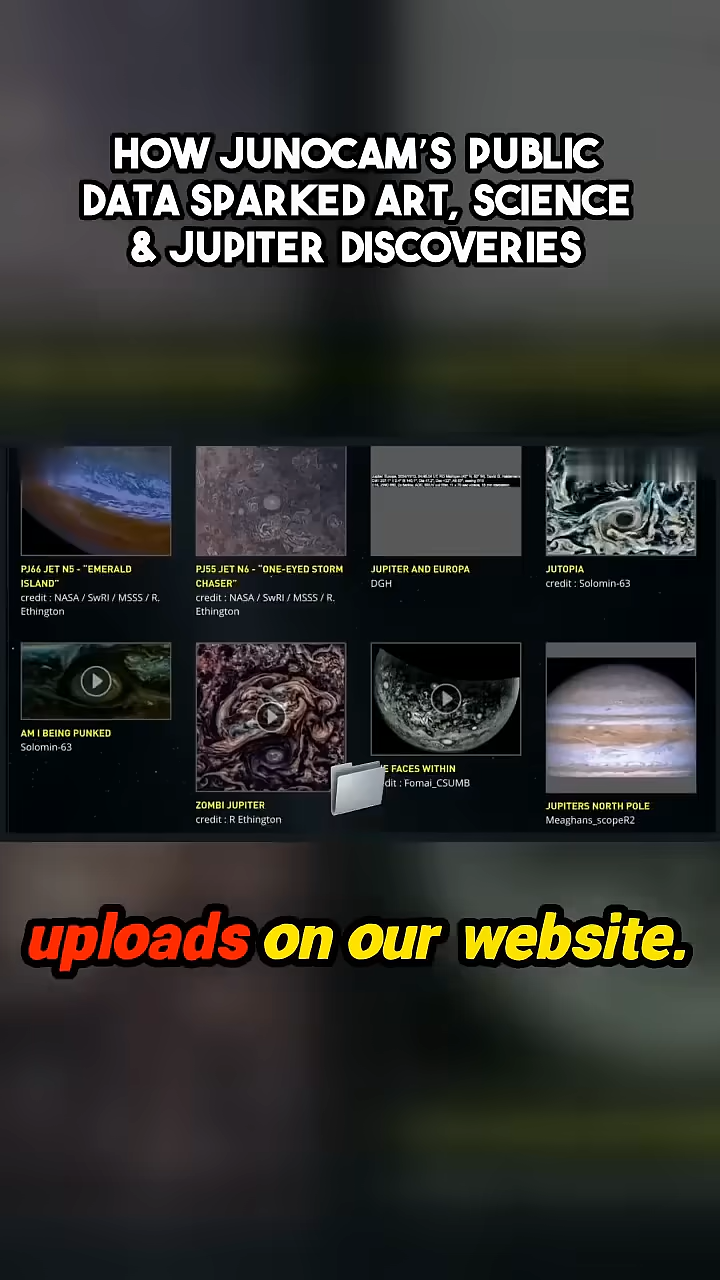 HOW JUNOCAM'S PUBLIC
DATA SPARKED ART, SCIENCE
& JUPITER DISCOVERIES
PJ66 JET N5 - "EMERALD
ISLAND"
credit : NASA / SwRI / MSSS / R.
Ethington
PJ55 JET N6 - "ONE-EYED STORM
CHASER"
credit : NASA / SwRI / MSSS / R.
Ethington
JUPITER AND EUROPA
DGH
JUTOPIA
credit : Solomin-63
AM I BEING PUNKED
Solomin-63
ZOMBI JUPITER
credit : R Ethington
FACES WITHIN
: Fomai_CSUMB
JUPITERS NORTH POLE
Meaghans_scopeR2
uploads on our website.